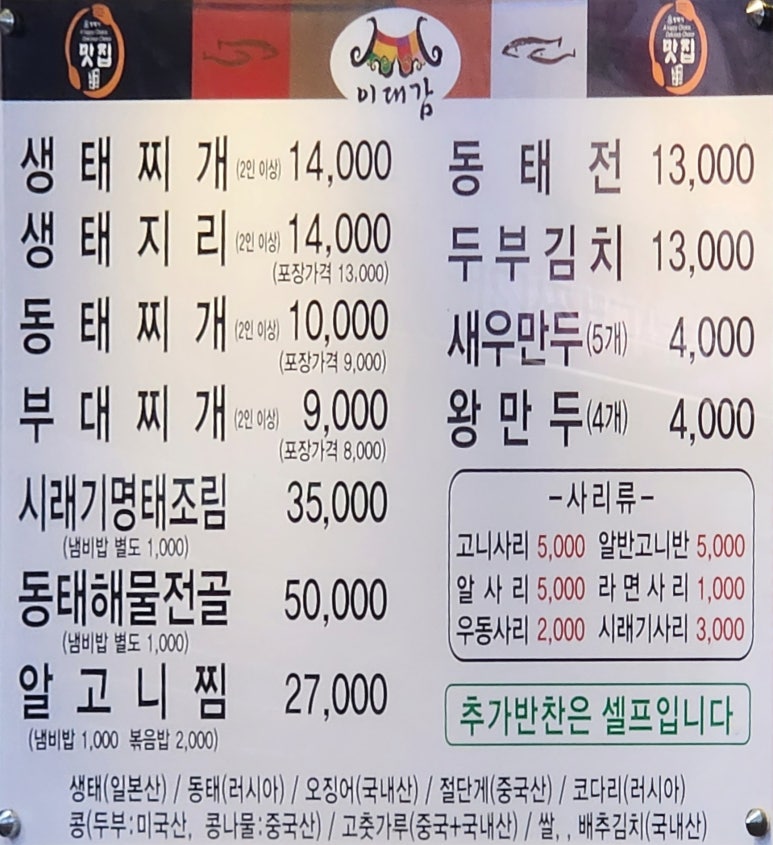 맛집
이대감
맛집
생태찌개(2인 이상) 14,000
생태지리(2인 이상) 14,000
(포장가격 13,000)
동태찌개(2인 이상) 10,000
(포장가격 9,000)
부대찌개(2인 이상) 9,000
(포장가격 8,000)
시래기명태조림 35,000
(냄비밥 별도 1,000)
동태해물전골 50,000
(냄비밥 별도 1,000)
알고니찜 27,000
(냄비밥 1,000 볶음밥 2,000)
동태전 13,000
두부김치 13,000
새우만두(5개) 4,000
왕만두(4개) 4,000
-사리류-
고니사리 5,000 알반고니반 5,000
알사리 5,000 라면사리 1,000
우동사리 2,000 시래기사리 3,000
추가반찬은 셀프입니다
생태(일본산) / 동태(러시아) / 오징어(국내산) / 절단게(중국산) / 코다리(러시아)
콩(두부:미국산, 콩나물:중국산) / 고춧가루(중국+국내산) / 쌀, , 배추김치(국내산)